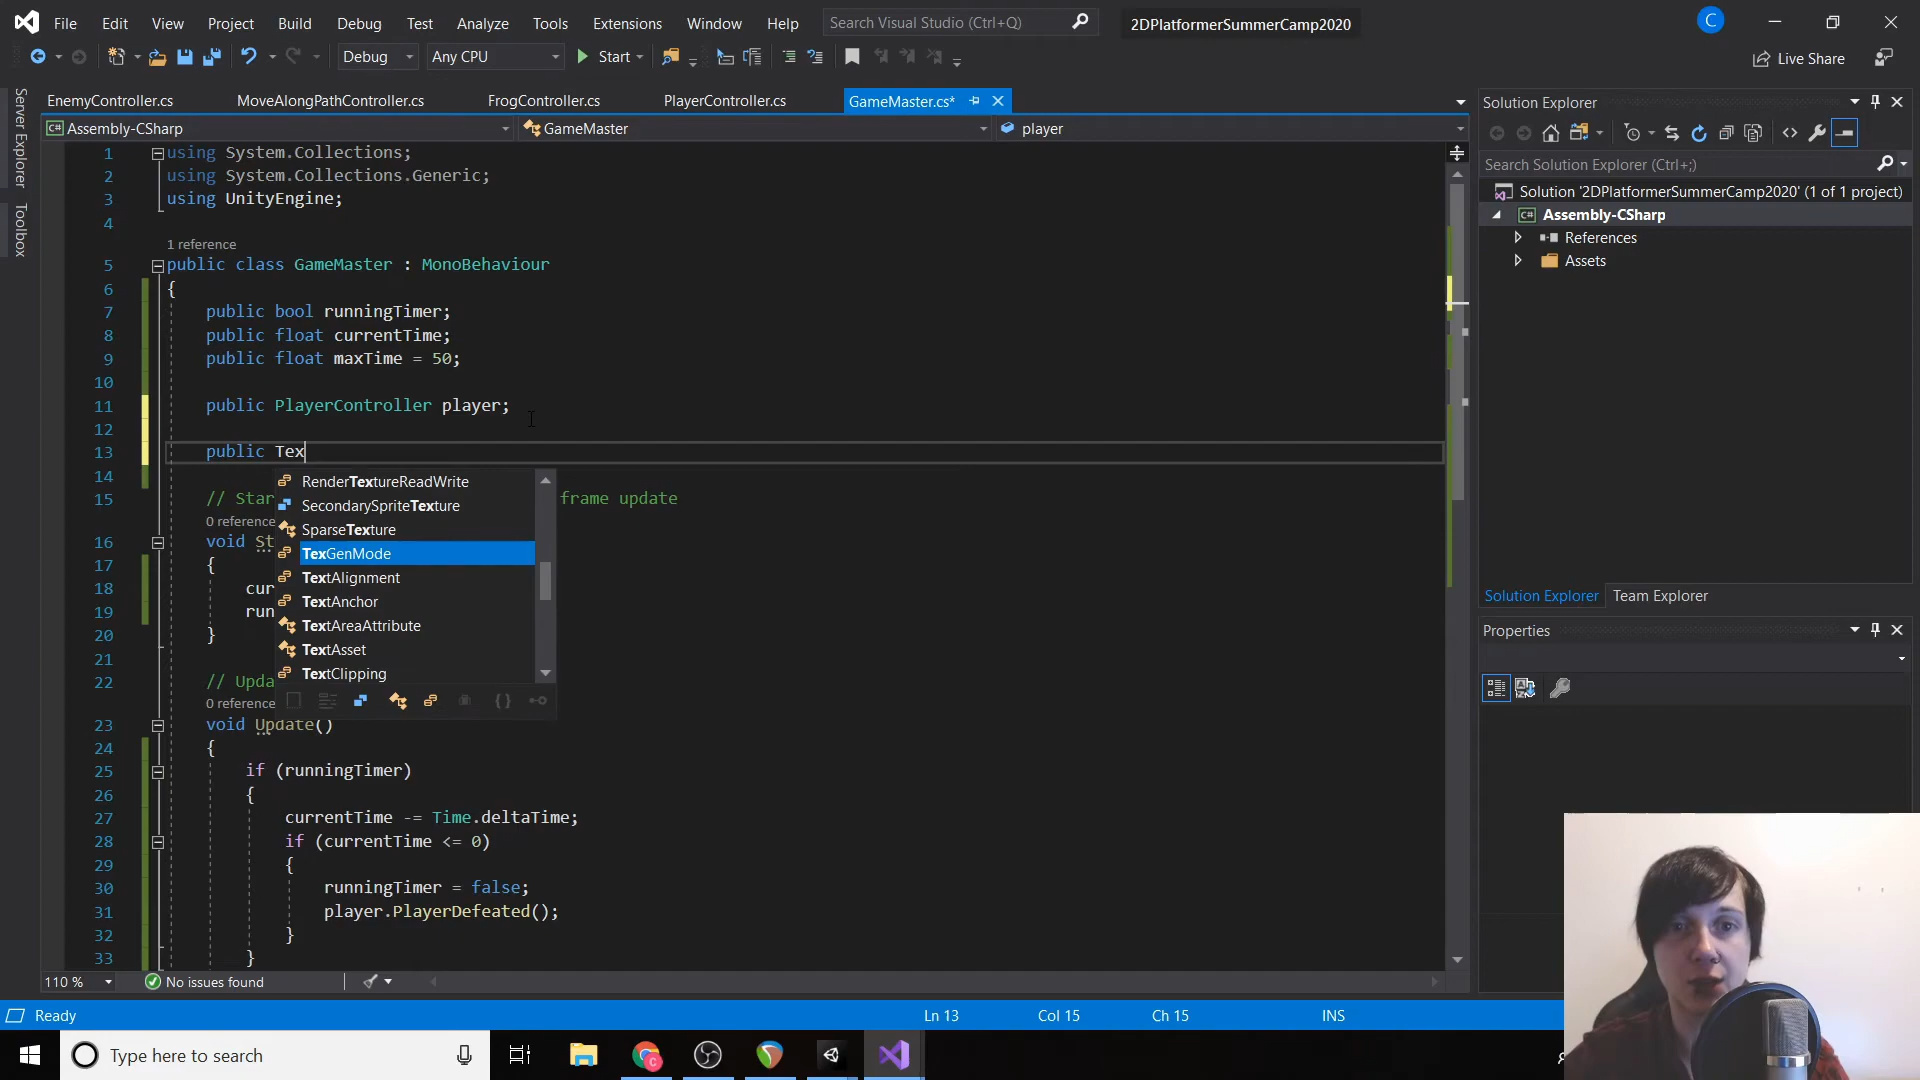 File Edit View Project Build Debug Test Analyze Tools Extensions Window Help Search Visual Studio (Ctrl+Q) 2DPlatformerSummerCamp2020 C
Debug Any CPU Start Live Share
Server Explorer
Toolbox
EnemyController.cs MoveAlongPathController.cs FrogController.cs PlayerController.cs GameMaster.cs*
C# Assembly-CSharp GameMaster player
1 using System.Collections;
2 using System.Collections.Generic;
3 using UnityEngine;
4
1 reference
5 public class GameMaster : MonoBehaviour
6 {
7 public bool runningTimer;
8 public float currentTime;
9 public float maxTime = 50;
10
11 public PlayerController player;
12
13 public Tex
14
15 // Star frame update
0 reference
16 void St
17 {
18 cur
19 run
20 }
21
22 // Upda
0 reference
23 void Update()
24 {
25 if (runningTimer)
26 {
27 currentTime -= Time.deltaTime;
28 if (currentTime <= 0)
29 {
30 runningTimer = false;
31 player.PlayerDefeated();
32 }
33 }
RenderTextureReadWrite
SecondarySpriteTexture
SparseTexture
TexGenMode
TextAlignment
TextAnchor
TextAreaAttribute
TextAsset
TextClipping
110 % No issues found
Solution Explorer
Search Solution Explorer (Ctrl+;)
Solution '2DPlatformerSummerCamp2020' (1 of 1 project)
C# Assembly-CSharp
References
Assets
Solution Explorer Team Explorer
Properties
Ready Ln 13 Col 15 Ch 15 INS
Type here to search